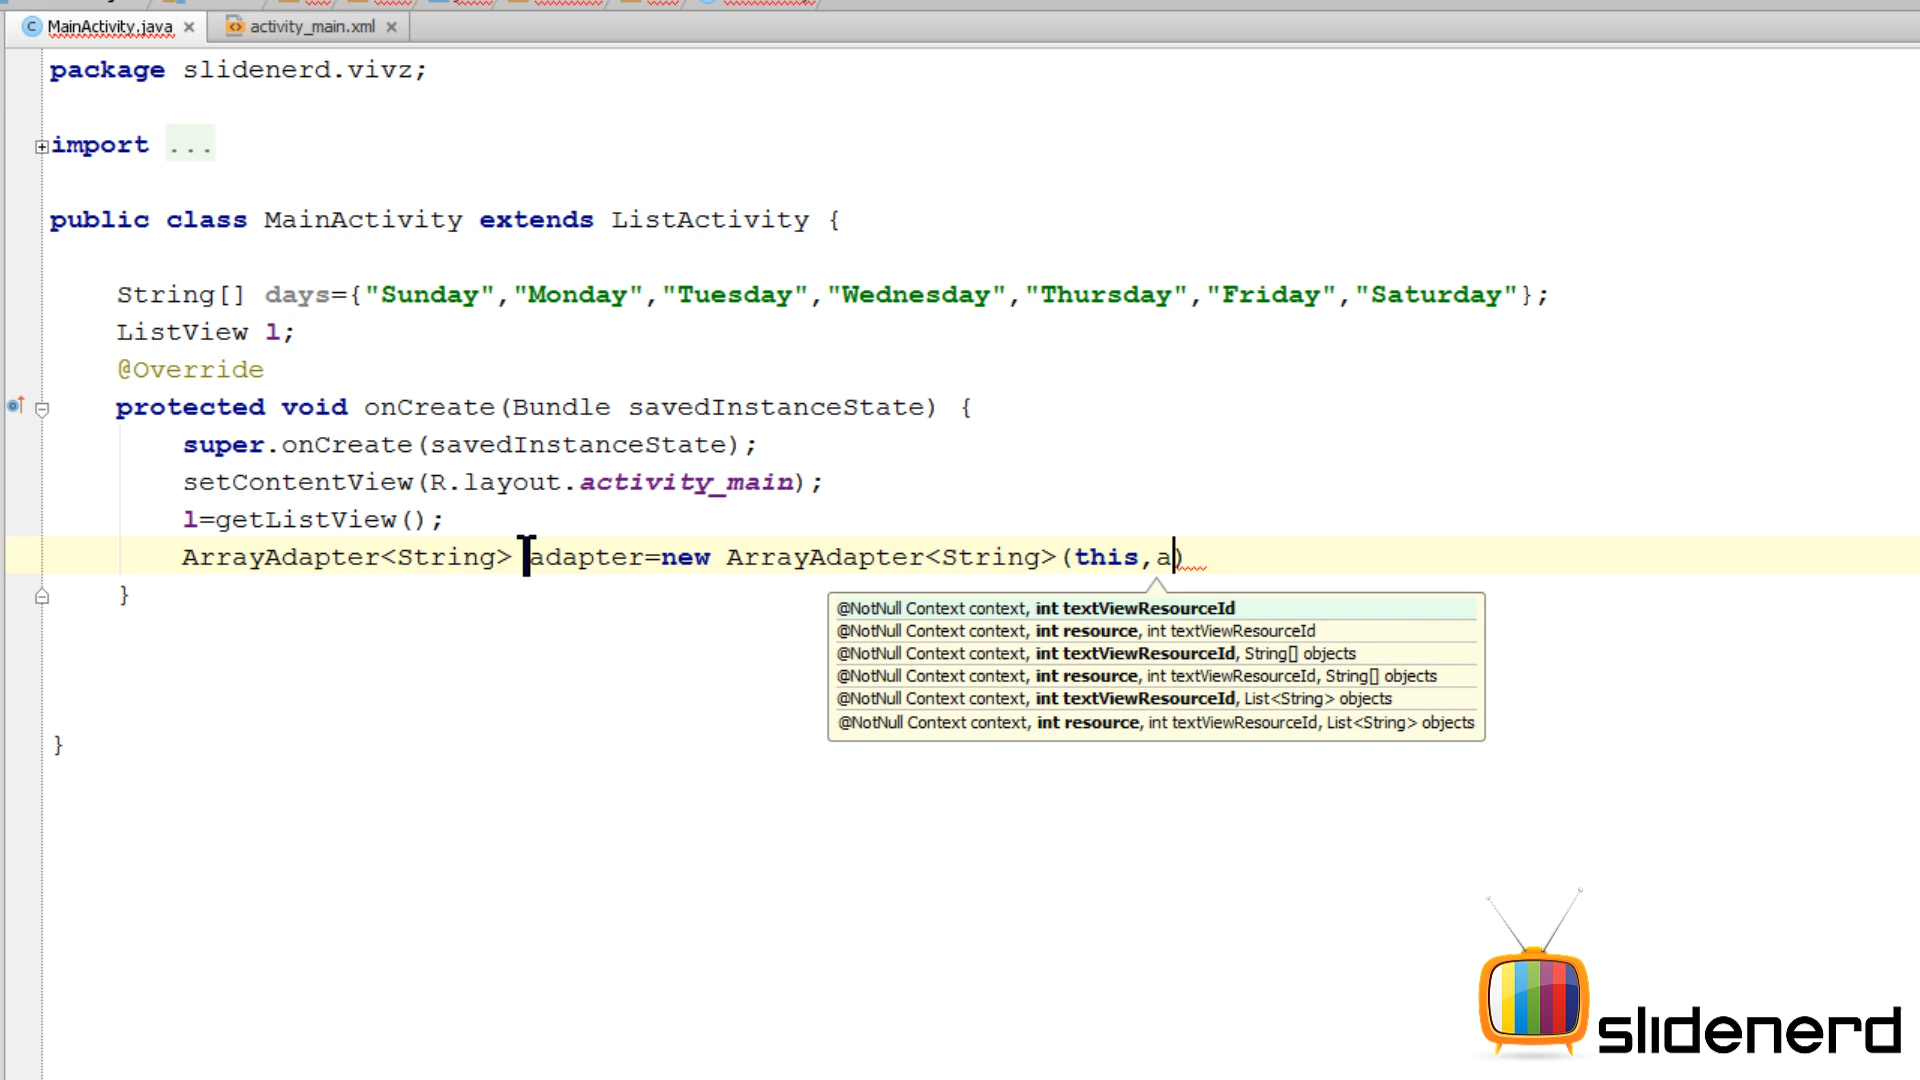 MainActivity.java activity_main.xml
package slidenerd.vivz;
import ...
public class MainActivity extends ListActivity {
String[] days={"Sunday","Monday","Tuesday","Wednesday","Thursday","Friday","Saturday"};
ListView l;
@Override
protected void onCreate(Bundle savedInstanceState) {
super.onCreate(savedInstanceState);
setContentView(R.layout.activity_main);
l=getListView();
ArrayAdapter<String> adapter=new ArrayAdapter<String>(this,a)
}
@NotNull Context context, int textViewResourceId
@NotNull Context context, int resource, int textViewResourceId
@NotNull Context context, int textViewResourceId, String[] objects
@NotNull Context context, int resource, int textViewResourceId, String[] objects
@NotNull Context context, int textViewResourceId, List<String> objects
@NotNull Context context, int resource, int textViewResourceId, List<String> objects
}
slidenerd